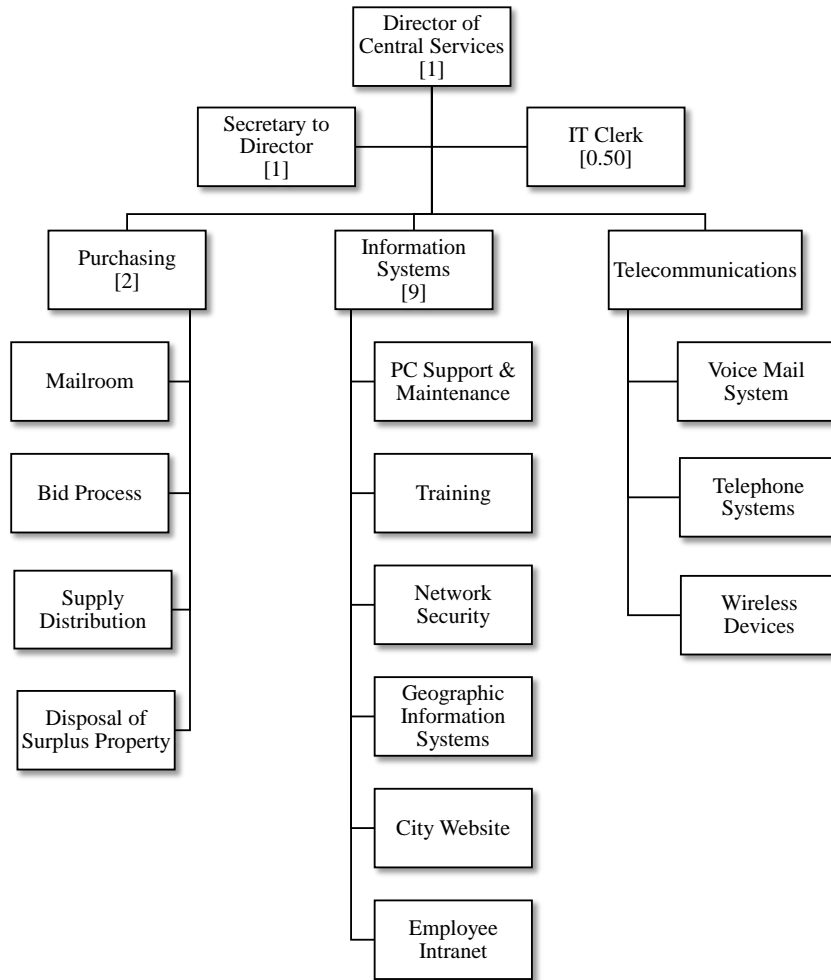 Director of
Central Services
[1]
Secretary to
Director
[1]
IT Clerk
[0.50]
Purchasing
[2]
Information
Systems
[9]
Telecommunications
Mailroom
PC Support &
Maintenance
Voice Mail
System
Bid Process
Training
Telephone
Systems
Supply
Distribution
Network
Security
Wireless
Devices
Disposal of
Surplus Property
Geographic
Information
Systems
City Website
Employee
Intranet